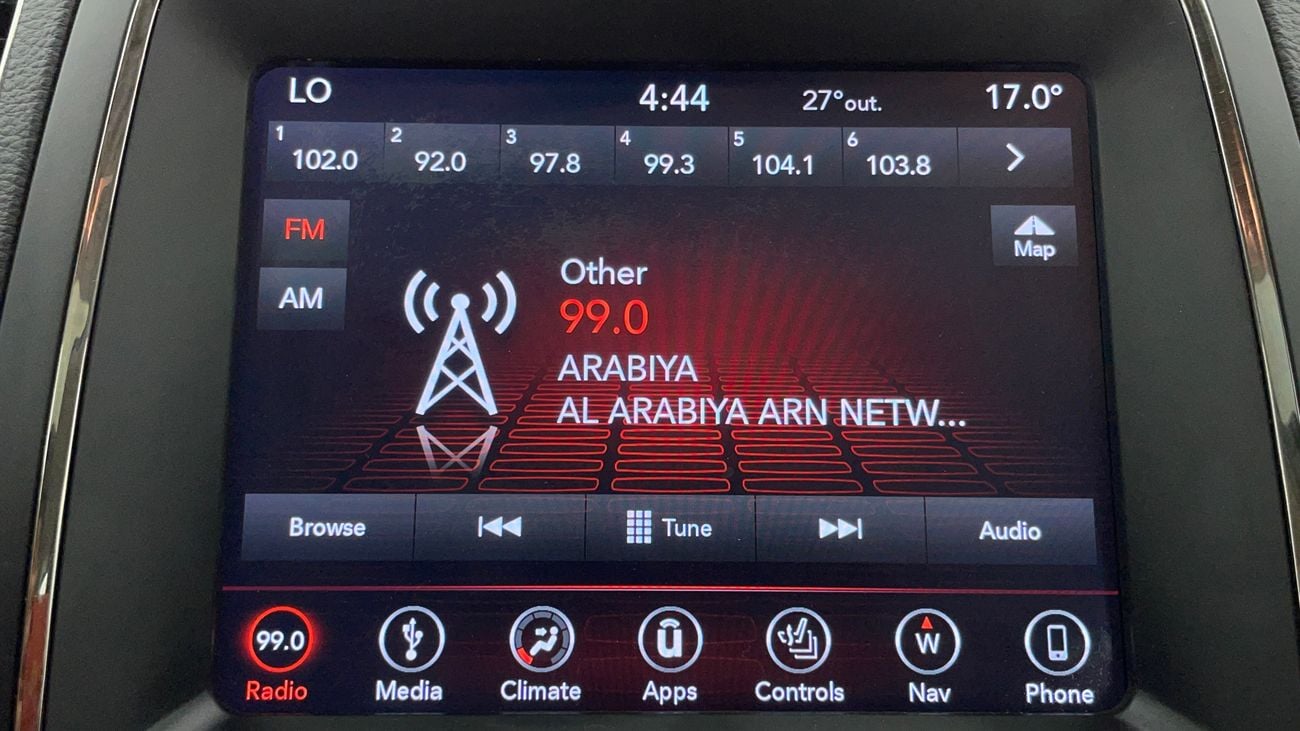 LO 4:44 27°out. 17.0°
1 102.0 2 92.0 3 97.8 4 99.3 5 104.1 6 103.8
FM
Map
AM
Other
99.0
ARABIYA
AL ARABIYA ARN NETW...
Browse Tune Audio
99.0 W
Radio Media Climate Apps Controls Nav Phone